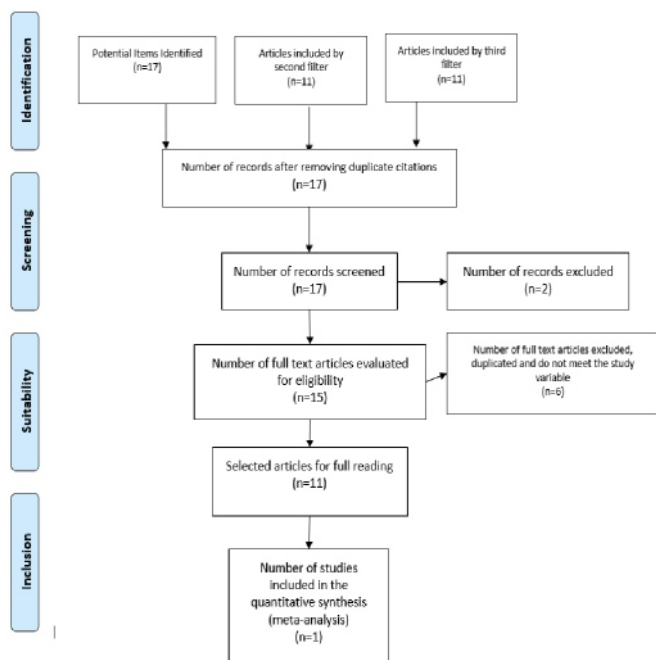 Identification
Potential Items Identified
(n=17)
Articles included by
second filter
(n=11)
Articles included by third
filter
(n=11)
Number of records after removing duplicate citations
(n=17)
Screening
Number of records screened
(n=17)
Number of records excluded
(n=2)
Suitability
Number of full text articles evaluated
for eligibility
(n=15)
Number of full text articles excluded,
duplicated and do not meet the study
variable
(n=6)
Selected articles for full reading
(n=11)
Inclusion
Number of studies
included in the
quantitative synthesis
(meta-analysis)
(n=1)